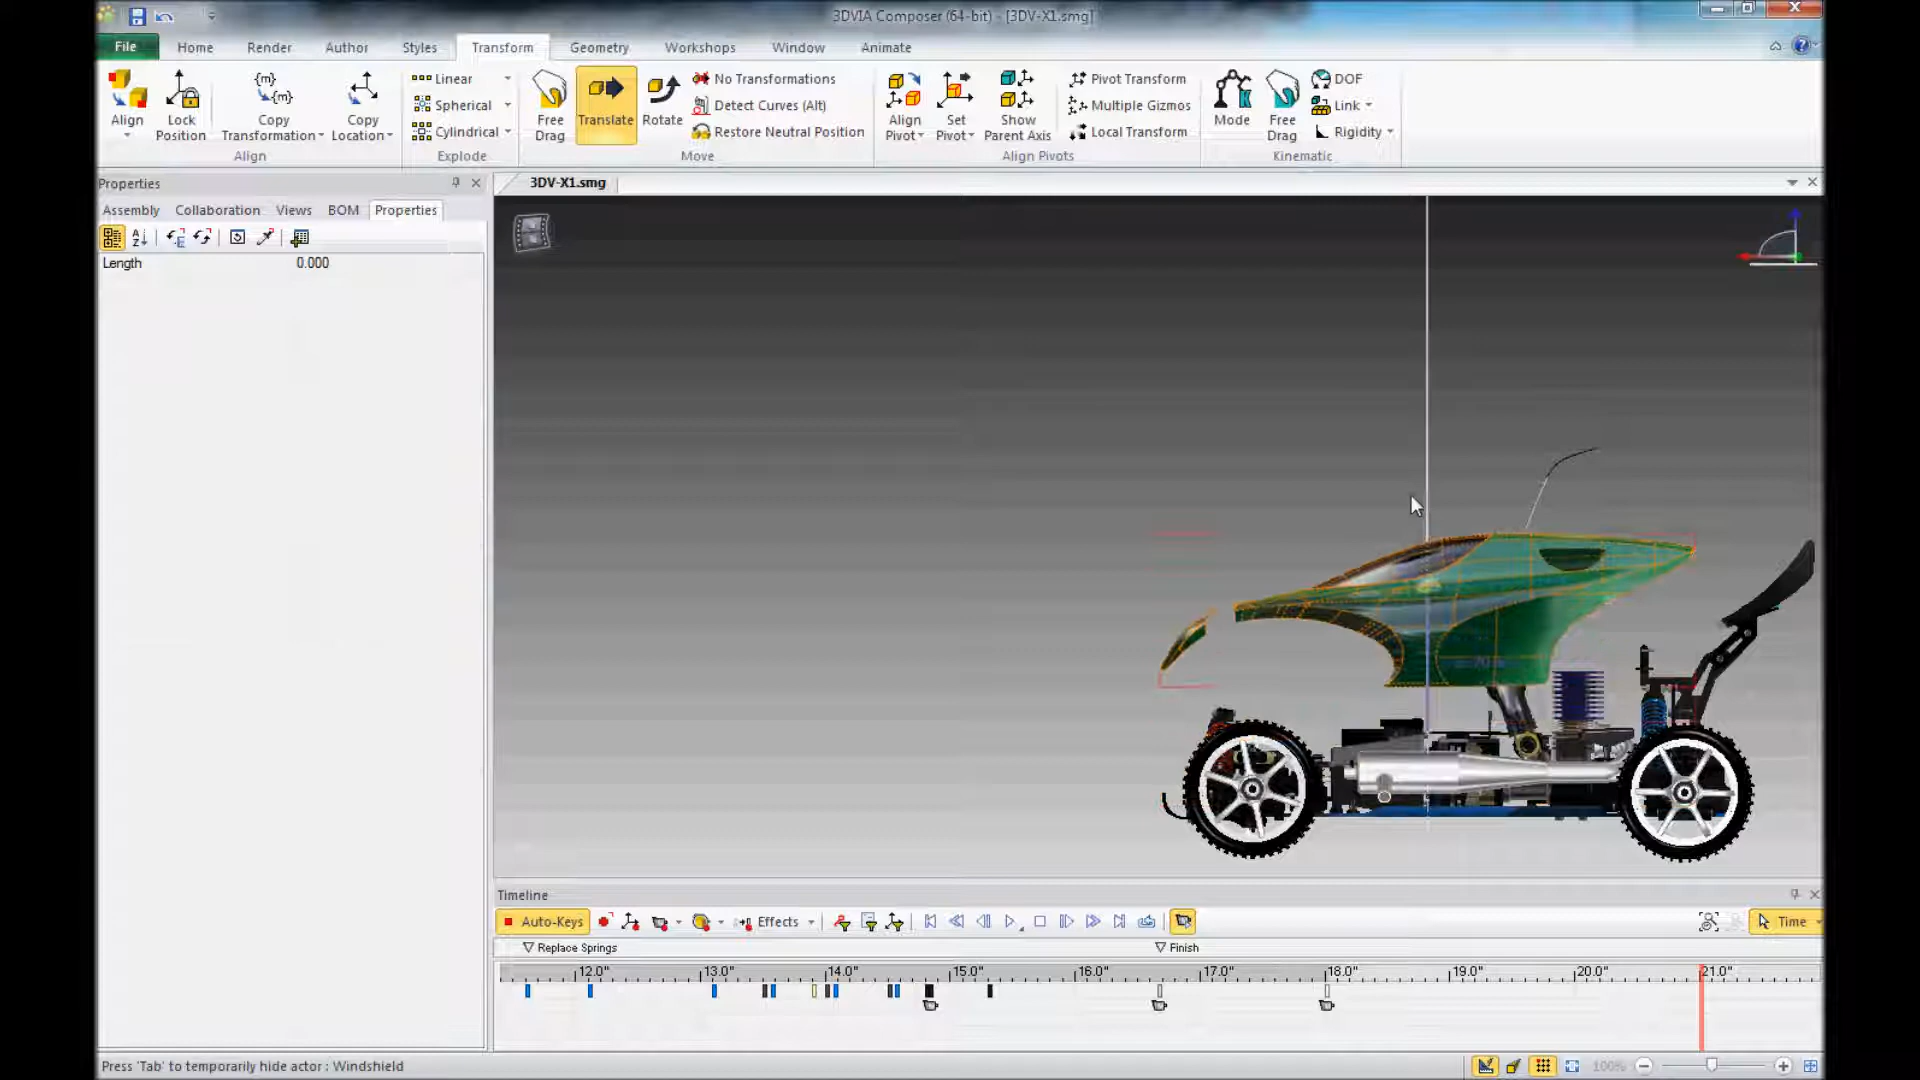 3DVIA Composer (64-bit) - [3DV-X1.smg]
File Home Render Author Styles Transform Geometry Workshops Window Animate
Align
Lock Position
Copy Transformation
Copy Location
Align
Linear
Spherical
Cylindrical
Explode
Free Drag
Translate
Rotate
No Transformations
Detect Curves (Alt)
Restore Neutral Position
Move
Align Pivot
Set Pivot
Show Parent Axis
Pivot Transform
Multiple Gizmos
Local Transform
Align Pivots
Mode
Free Drag
DOF
Link
Rigidity
Kinematic
Properties
3DV-X1.smg
Assembly Collaboration Views BOM Properties
Length 0.000
Timeline
Auto-Keys Effects Time
Replace Springs Finish
12.0" 13.0" 14.0" 15.0" 16.0" 17.0" 18.0" 19.0" 20.0" 21.0"
Press 'Tab' to temporarily hide actor : Windshield
100%